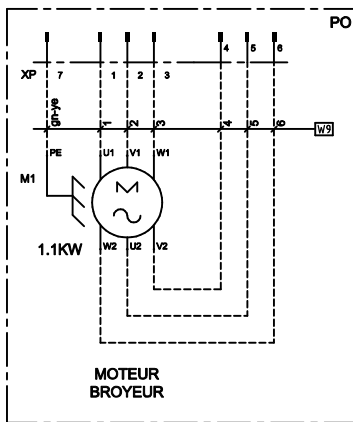 PO
4 5 6
XP 7 1 2 3
gn-ye 1 2 3 4 5 6
W9
PE U1 V1 W1
M1
M
1.1KW
W2 U2 V2
MOTEUR
BROYEUR